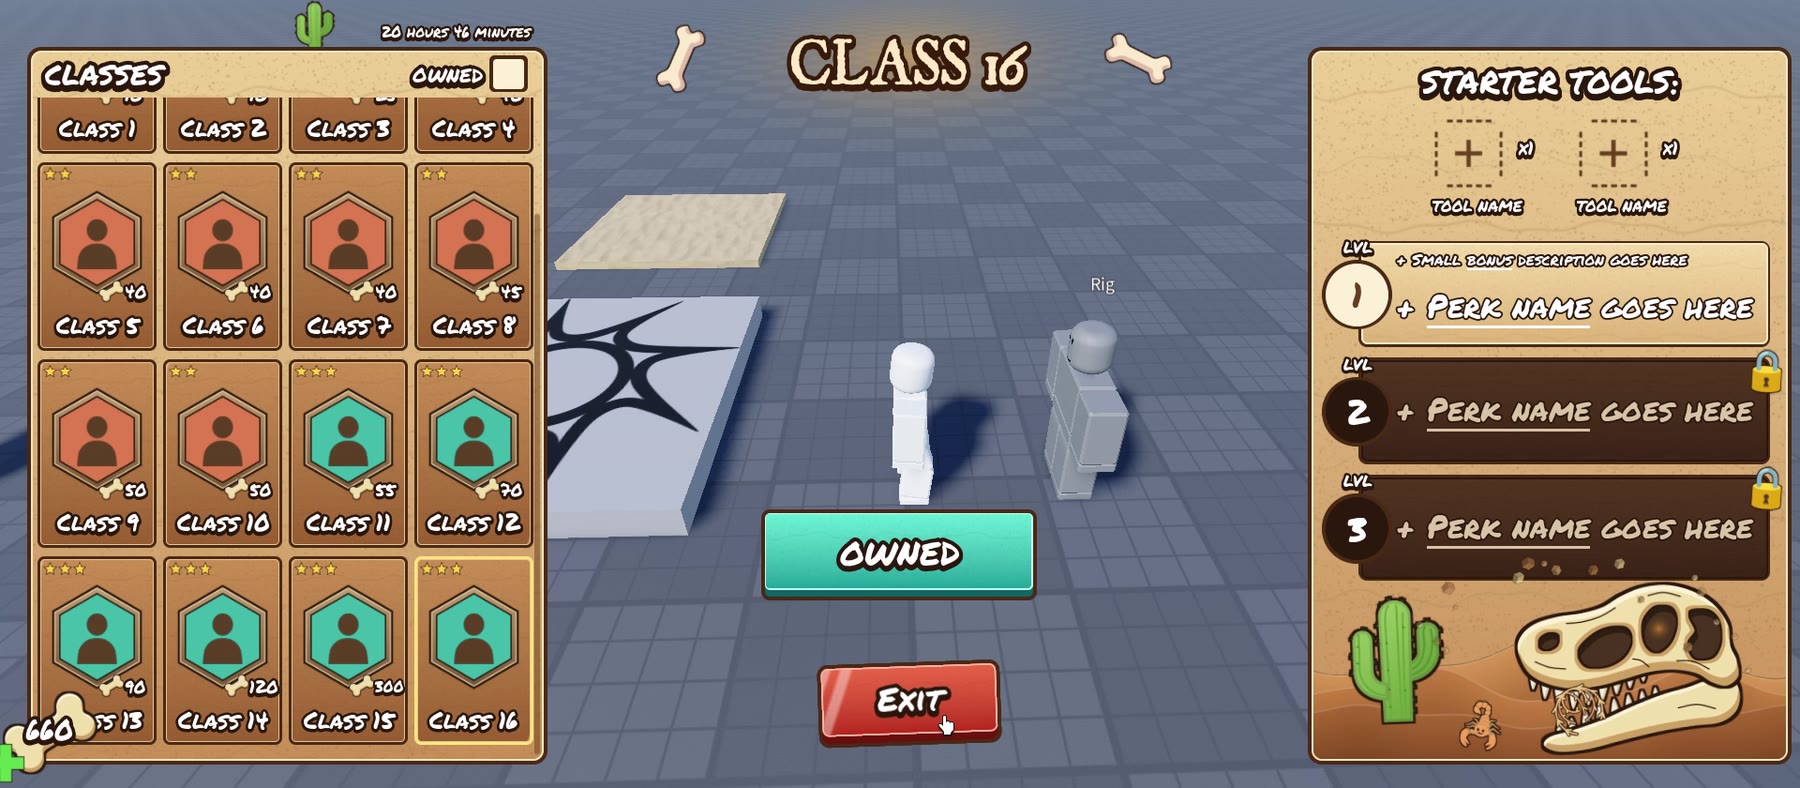 20 HOURS 46 MINUTES
CLASSES
OWNED
CLASS 1
CLASS 2
CLASS 3
CLASS 4
40
CLASS 5
40
CLASS 6
40
CLASS 7
45
CLASS 8
50
CLASS 9
50
CLASS 10
55
CLASS 11
70
CLASS 12
90
SS 13
120
CLASS 14
300
CLASS 15
CLASS 16
660
CLASS 16
Rig
OWNED
EXIT
STARTER TOOLS:
X1
X1
TOOL NAME
TOOL NAME
LVL
1
+ SMALL BONUS DESCRIPTION GOES HERE
+ PERK NAME GOES HERE
LVL
2
+ PERK NAME GOES HERE
LVL
3
+ PERK NAME GOES HERE